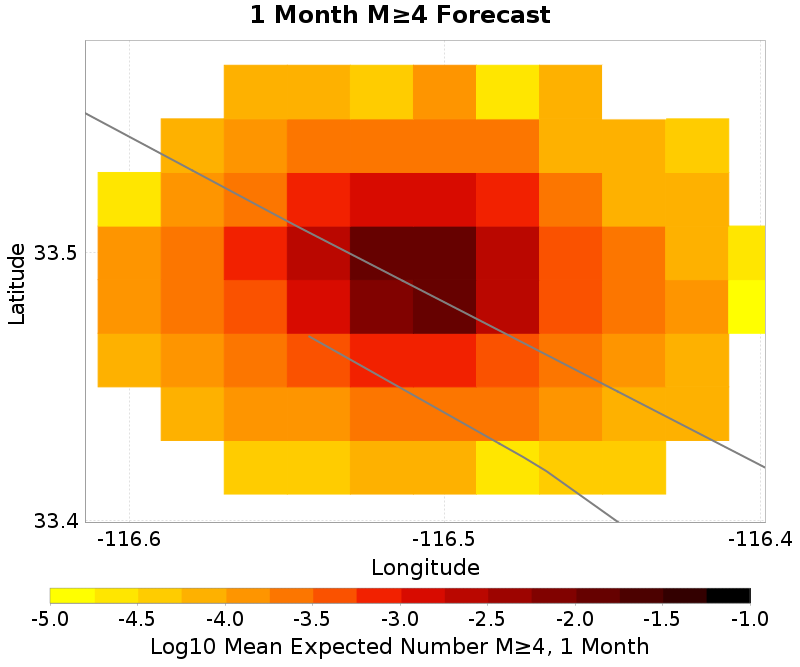 1 Month M≥4 Forecast
Latitude
33.5
33.4
-116.6 -116.5 -116.4
Longitude
-5.0 -4.5 -4.0 -3.5 -3.0 -2.5 -2.0 -1.5 -1.0
Log10 Mean Expected Number M≥4, 1 Month